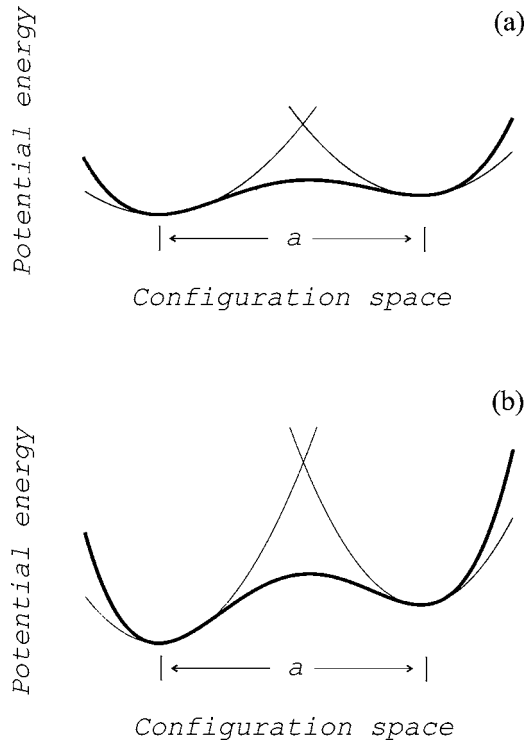 (a)
Potential energy
a
Configuration space
(b)
Potential energy
a
Configuration space